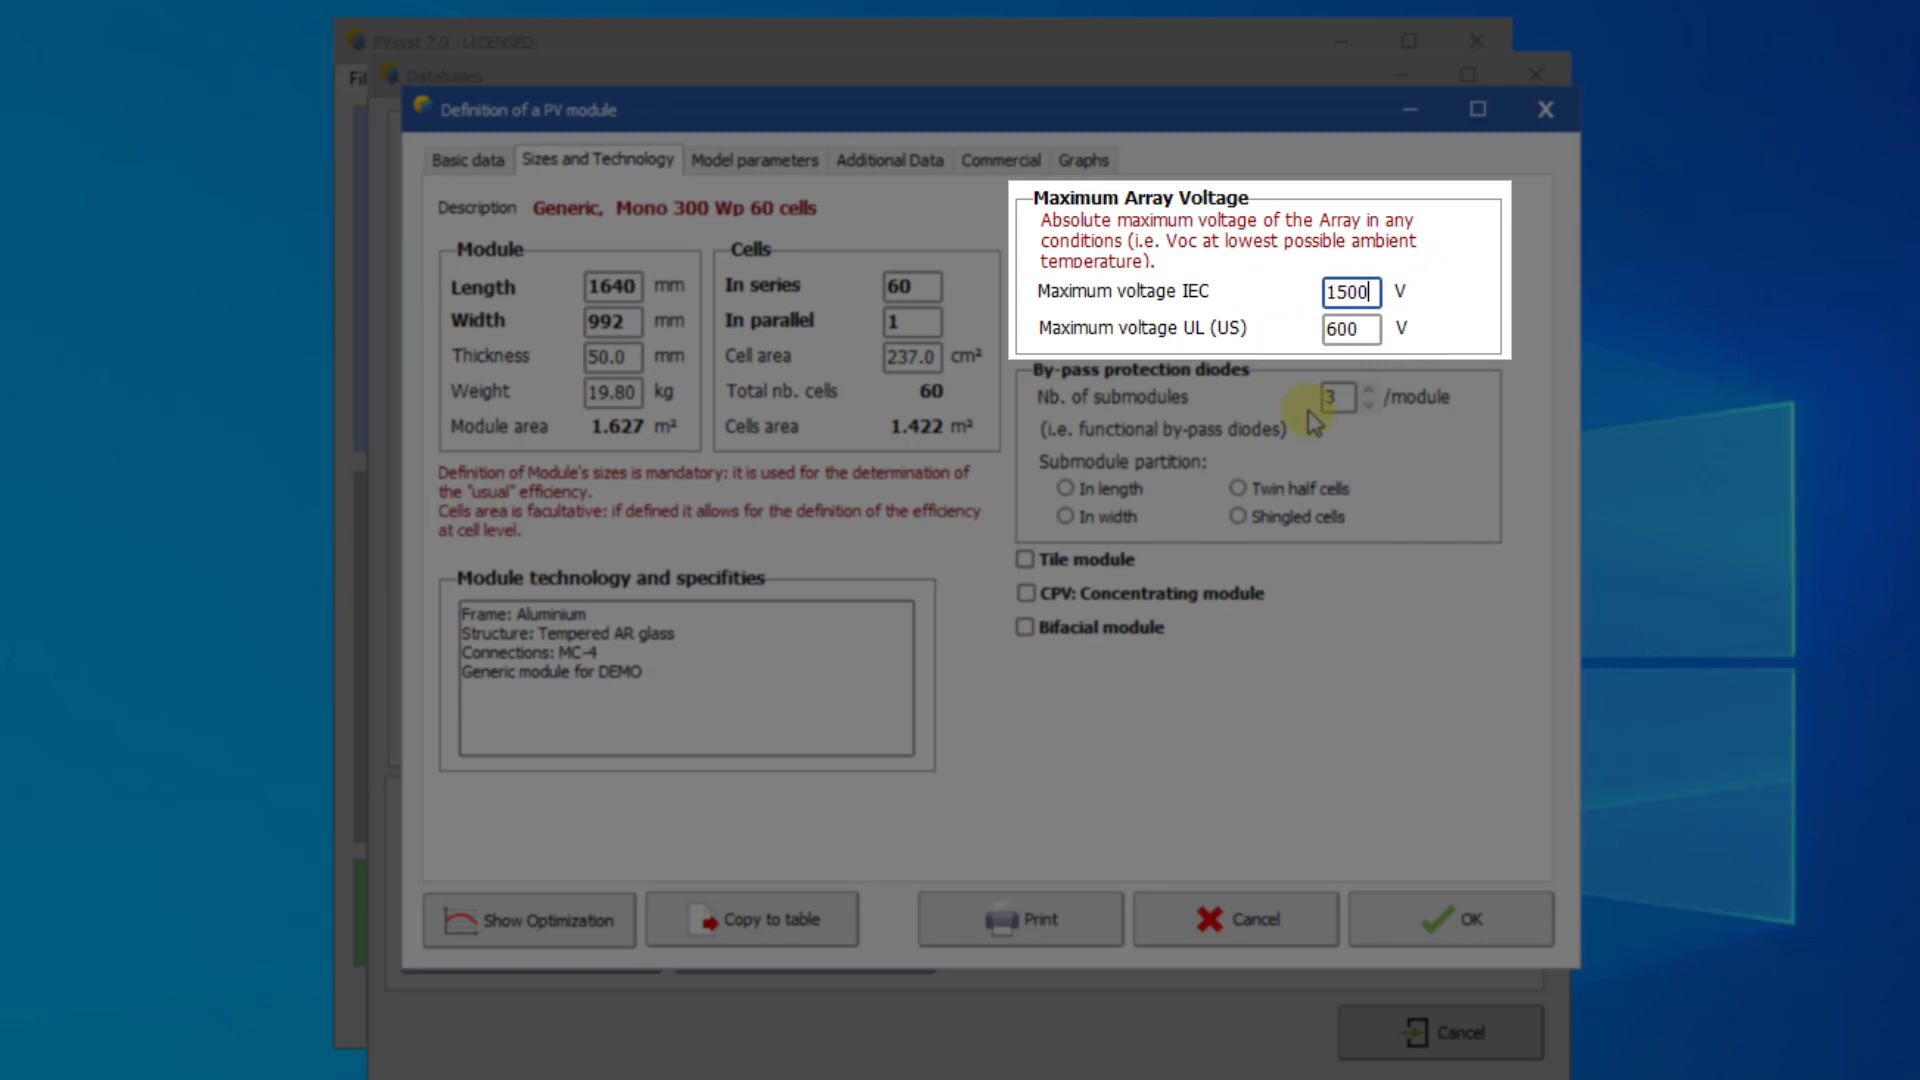 PVsyst 7.0 - LICENSED
Fil
Databases
Definition of a PV module
Basic data Sizes and Technology Model parameters Additional Data Commercial Graphs
Description Generic, Mono 300 Wp 60 cells
Module
Length 1640 mm
Width 992 mm
Thickness 50.0 mm
Weight 19.80 kg
Module area 1.627 m²
Cells
In series 60
In parallel 1
Cell area 237.0 cm²
Total nb. cells 60
Cells area 1.422 m²
Definition of Module's sizes is mandatory: it is used for the determination of
the "usual" efficiency.
Cells area is facultative: if defined it allows for the definition of the efficiency
at cell level.
Module technology and specifities
Frame: Aluminium
Structure: Tempered AR glass
Connections: MC-4
Generic module for DEMO
Maximum Array Voltage
Absolute maximum voltage of the Array in any
conditions (i.e. Voc at lowest possible ambient
temperature).
Maximum voltage IEC 1500 V
Maximum voltage UL (US) 600 V
By-pass protection diodes
Nb. of submodules 3 /module
(i.e. functional by-pass diodes)
Submodule partition:
In length Twin half cells
In width Shingled cells
Tile module
CPV: Concentrating module
Bifacial module
Show Optimization Copy to table Print Cancel OK
Cancel